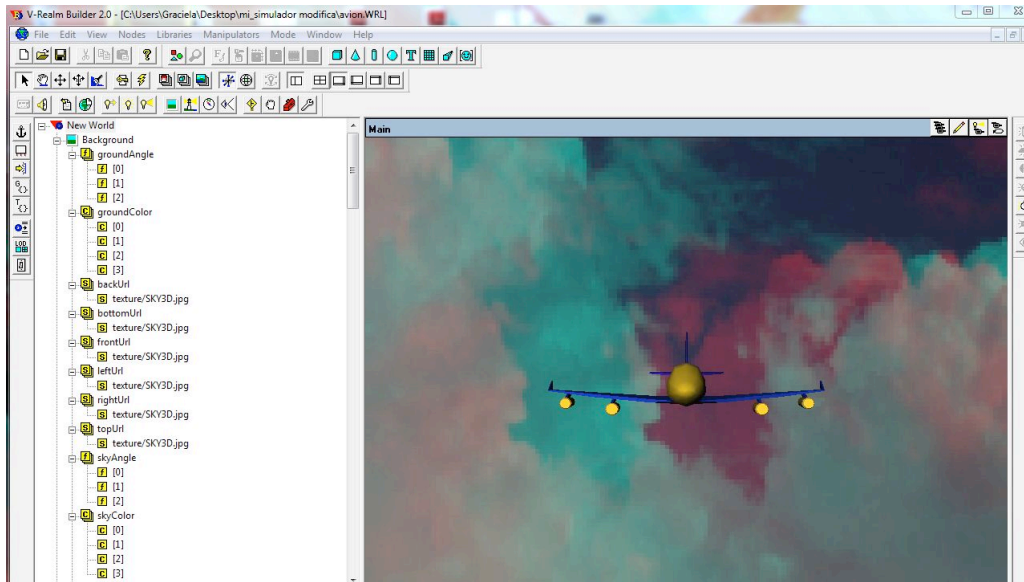 V-Realm Builder 2.0 - [C:\Users\Graciela\Desktop\mi_simulador modifica\avion.WRL]
File Edit View Nodes Libraries Manipulators Mode Window Help
New World
Background
groundAngle
[0]
[1]
[2]
groundColor
[0]
[1]
[2]
[3]
backUrl
texture/SKY3D.jpg
bottomUrl
texture/SKY3D.jpg
frontUrl
texture/SKY3D.jpg
leftUrl
texture/SKY3D.jpg
rightUrl
texture/SKY3D.jpg
topUrl
texture/SKY3D.jpg
skyAngle
[0]
[1]
[2]
skyColor
[0]
[1]
[2]
[3]
Main